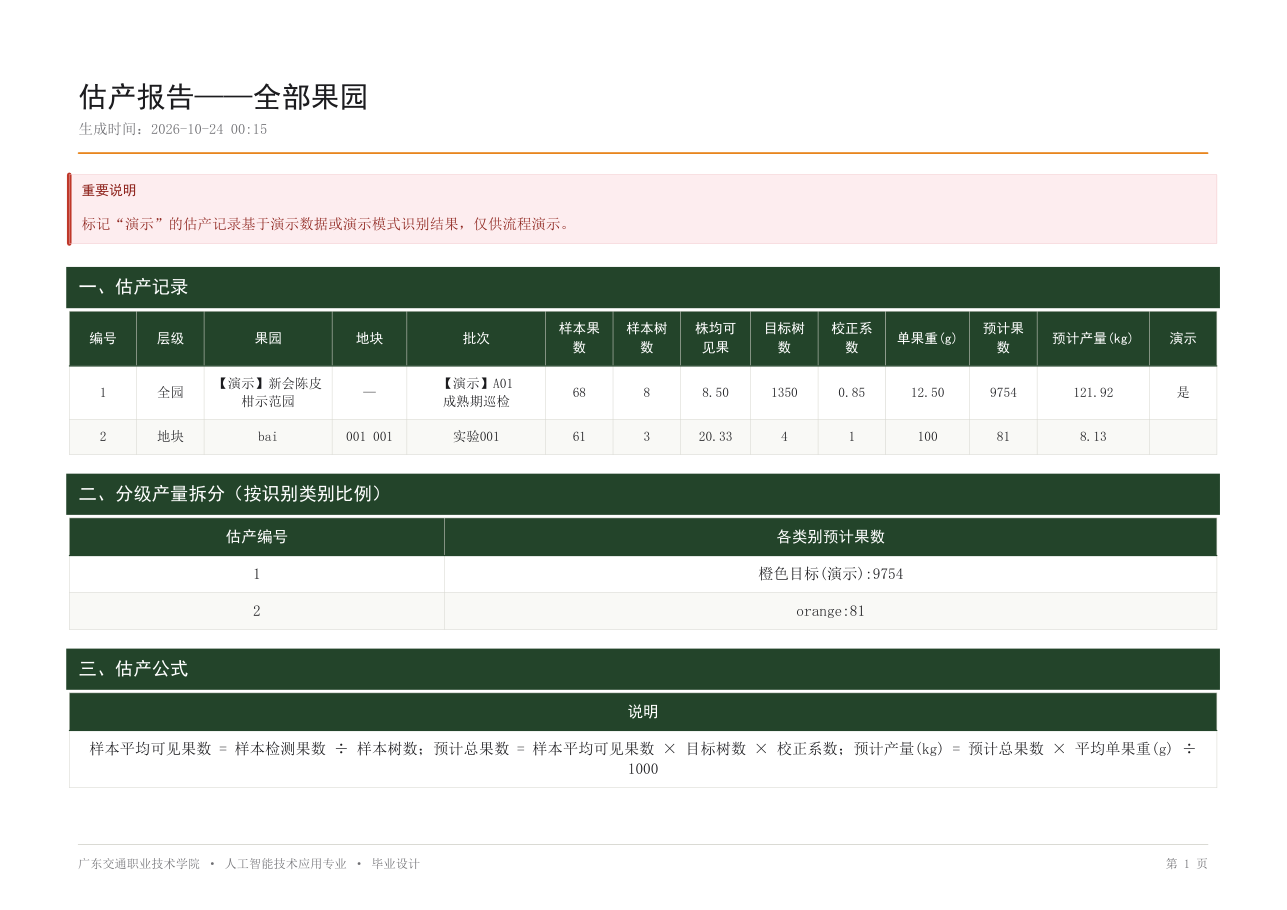 估产报告——全部果园
生成时间：2026-10-24 00:15
重要说明
标记“演示”的估产记录基于演示数据或演示模式识别结果，仅供流程演示。
一、估产记录
编号 层级 果园 地块 批次 样本果数 样本树数 株均可见果 目标树数 校正系数 单果重(g) 预计果数 预计产量(kg) 演示
1 全园 【演示】新会陈皮柑示范园 — 【演示】A01 成熟期巡检 68 8 8.50 1350 0.85 12.50 9754 121.92 是
2 地块 bai 001 001 实验001 61 3 20.33 4 1 100 81 8.13
二、分级产量拆分（按识别类别比例）
估产编号 各类别预计果数
1 橙色目标(演示):9754
2 orange:81
三、估产公式
说明
样本平均可见果数 = 样本检测果数 ÷ 样本树数；预计总果数 = 样本平均可见果数 × 目标树数 × 校正系数；预计产量(kg) = 预计总果数 × 平均单果重(g) ÷
1000
广东交通职业技术学院 • 人工智能技术应用专业 • 毕业设计
第 1 页